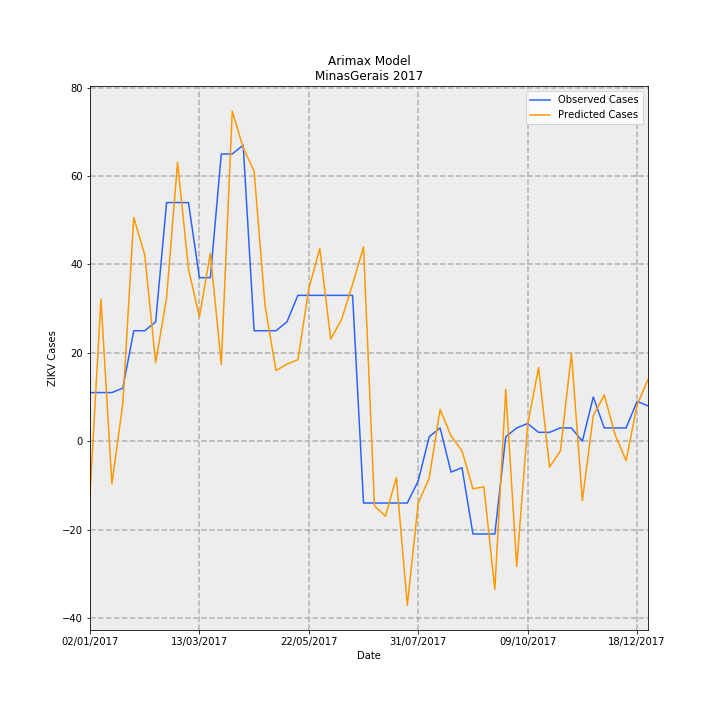 Arimax Model
MinasGerais 2017
Observed Cases
Predicted Cases
80
60
40
20
0
−20
−40
ZIKV Cases
02/01/2017 13/03/2017 22/05/2017 31/07/2017 09/10/2017 18/12/2017
Date